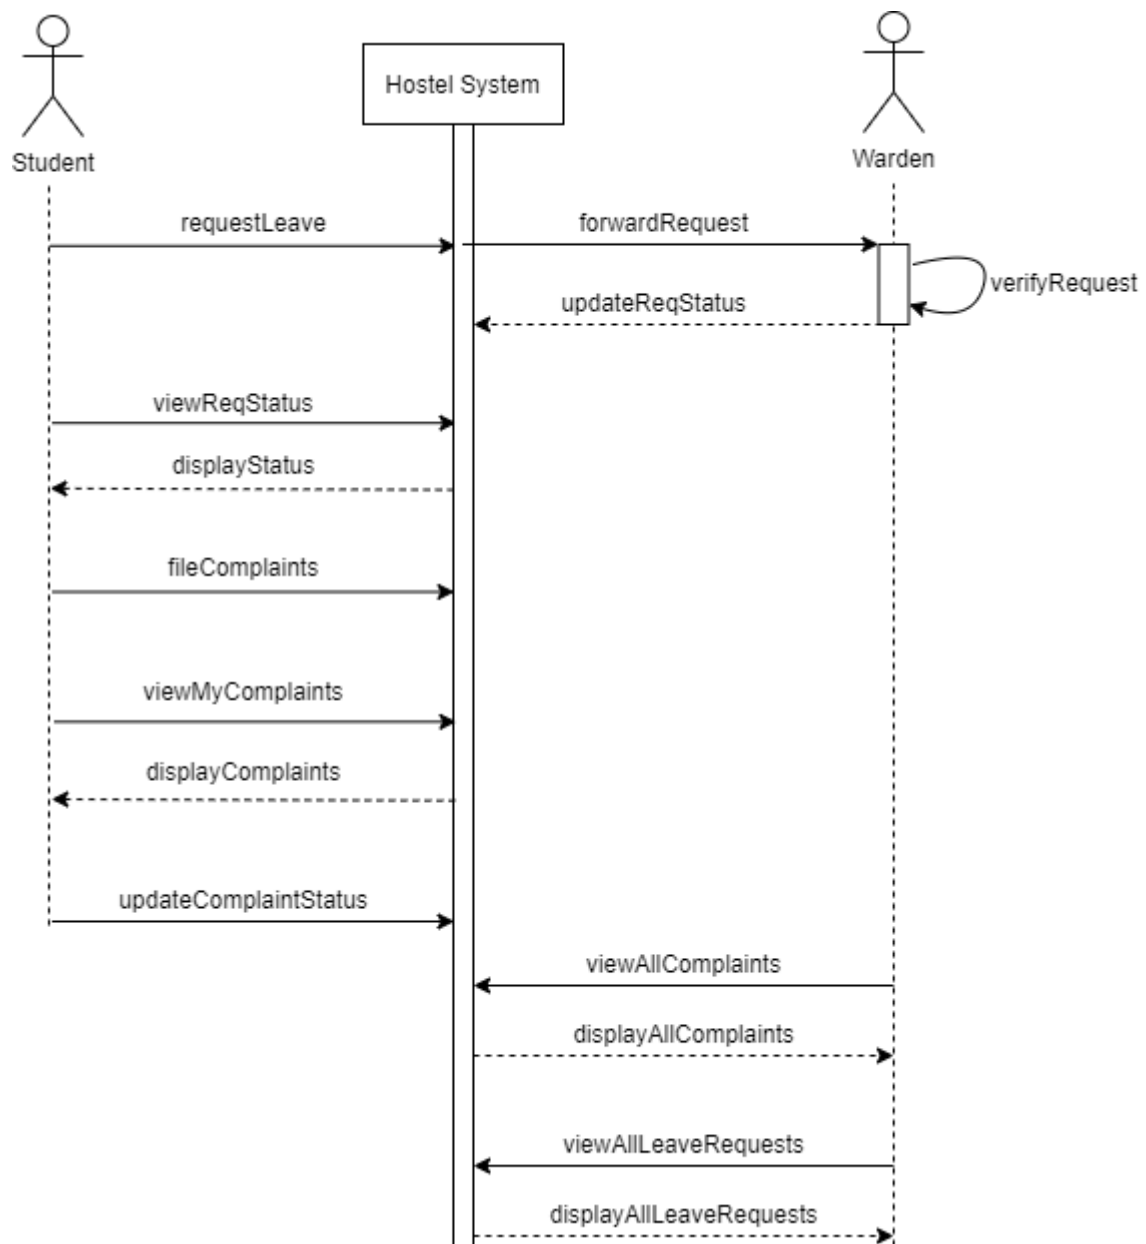 Student
Hostel System
Warden
requestLeave
forwardRequest
verifyRequest
updateReqStatus
viewReqStatus
displayStatus
fileComplaints
viewMyComplaints
displayComplaints
updateComplaintStatus
viewAllComplaints
displayAllComplaints
viewAllLeaveRequests
displayAllLeaveRequests